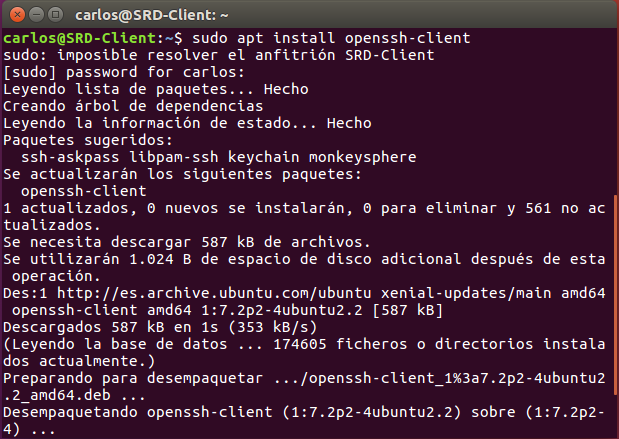 carlos@SRD-Client: ~
carlos@SRD-Client:~$ sudo apt install openssh-client
sudo: imposible resolver el anfitrión SRD-Client
[sudo] password for carlos:
Leyendo lista de paquetes... Hecho
Creando árbol de dependencias
Leyendo la información de estado... Hecho
Paquetes sugeridos:
  ssh-askpass libpam-ssh keychain monkeysphere
Se actualizarán los siguientes paquetes:
  openssh-client
1 actualizados, 0 nuevos se instalarán, 0 para eliminar y 561 no ac
tualizados.
Se necesita descargar 587 kB de archivos.
Se utilizarán 1.024 B de espacio de disco adicional después de esta
 operación.
Des:1 http://es.archive.ubuntu.com/ubuntu xenial-updates/main amd64
 openssh-client amd64 1:7.2p2-4ubuntu2.2 [587 kB]
Descargados 587 kB en 1s (353 kB/s)
(Leyendo la base de datos ... 174605 ficheros o directorios instala
dos actualmente.)
Preparando para desempaquetar .../openssh-client_1%3a7.2p2-4ubuntu2
.2_amd64.deb ...
Desempaquetando openssh-client (1:7.2p2-4ubuntu2.2) sobre (1:7.2p2-
4) ...